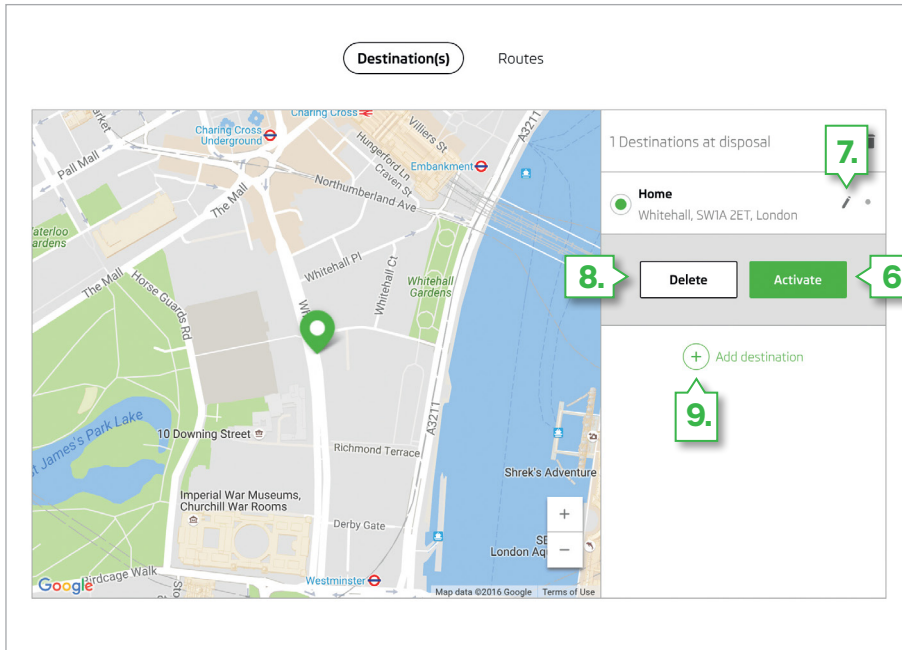 Destination(s)
Routes
Charing Cross
Charing Cross
Underground
Villiers St
A3211
Hungerford Ln
Craven St
Embankment
Pall Mall
Northumberland Ave
The Mall
Whitehall Pl
Whitehall Ct
Whitehall
Gardens
The Mall
Horse Guards Rd
A3211
St James's Park Lake
10 Downing Street
Richmond Terrace
Shrek's Adventure
Imperial War Museums,
Churchill War Rooms
Derby Gate
London Aq
Birdcage Walk
Westminster
Google
Map data ©2016 Google
Terms of Use
+
−
1 Destinations at disposal
7.
Home
Whitehall, SW1A 2ET, London
8.
Delete
Activate
6
+ Add destination
9.